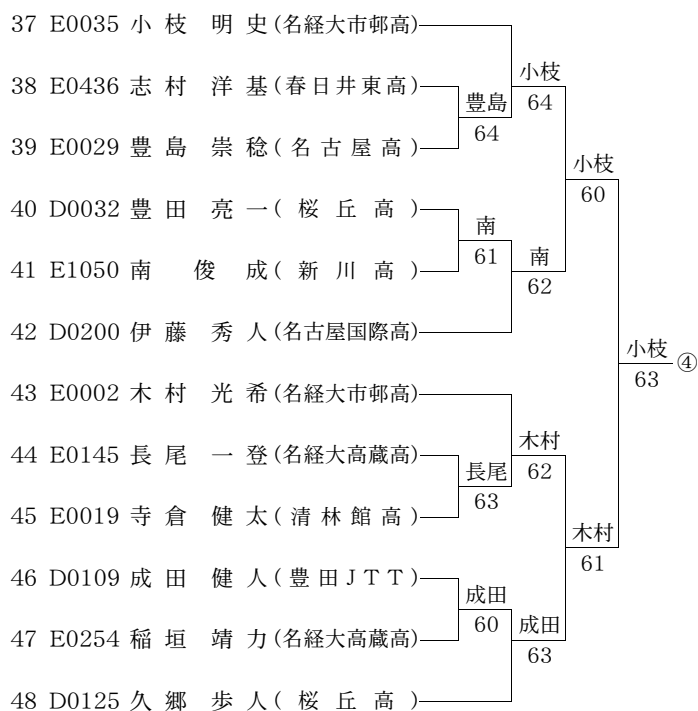 37 E0035 小枝 明史(名経大市邨高)
小枝
38 E0436 志村 洋基(春日井東高)
豊島
64
64
39 E0029 豊島 崇稔(名古屋高)
小枝
60
40 D0032 豊田 亮一(桜丘高)
南
61
南
62
41 E1050 南 俊成(新川高)
42 D0200 伊藤 秀人(名古屋国際高)
小枝
④
63
43 E0002 木村 光希(名経大市邨高)
木村
44 E0145 長尾 一登(名経大高蔵高)
長尾
62
63
45 E0019 寺倉 健太(清林館高)
木村
61
46 D0109 成田 健人(豊田JTT)
成田
60
成田
63
47 E0254 稲垣 靖力(名経大高蔵高)
48 D0125 久郷 歩人(桜丘高)